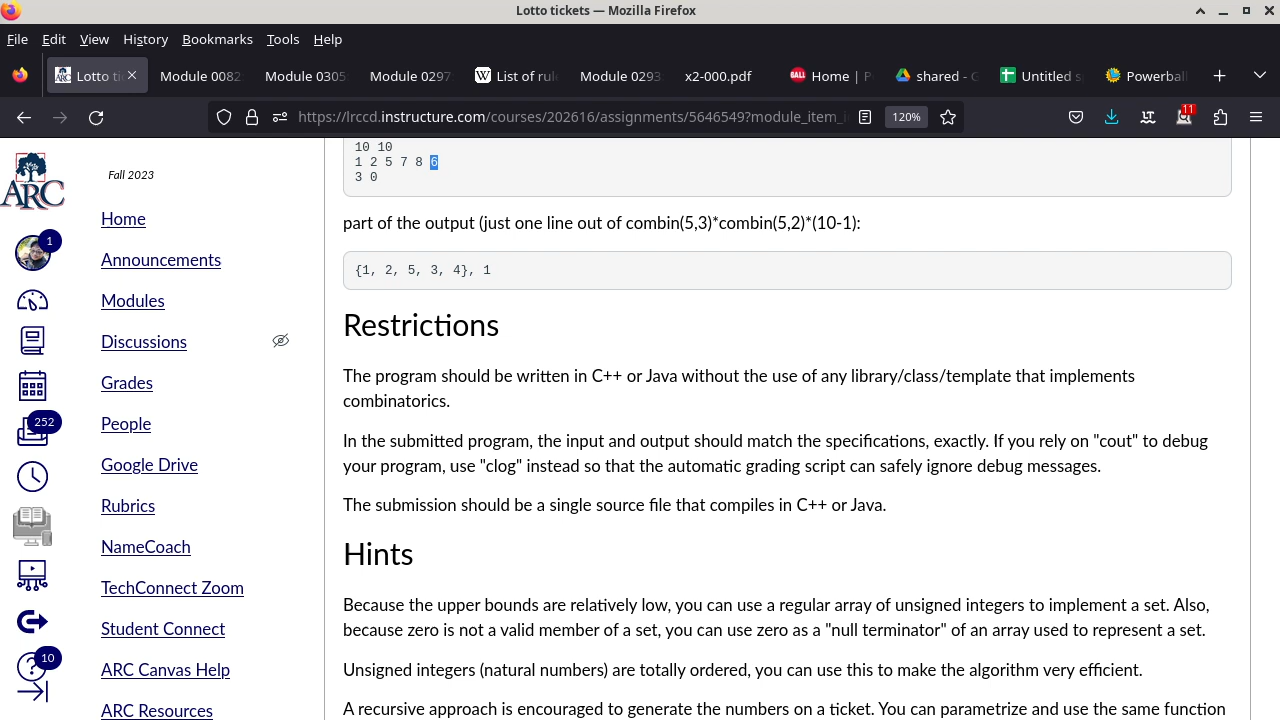 Lotto tickets — Mozilla Firefox
File Edit View History Bookmarks Tools Help
Lotto ti Module 0082 Module 0305 Module 0297 List of rul Module 0293 x2-000.pdf Home | P shared - G Untitled s Powerball
https://lrccd.instructure.com/courses/202616/assignments/5646549?module_item_i 120% 11
ARC
Fall 2023
Home
1
Announcements
Modules
Discussions
Grades
252
People
Google Drive
Rubrics
NameCoach
TechConnect Zoom
Student Connect
10
ARC Canvas Help
ARC Resources
10 10
1 2 5 7 8 6
3 0
part of the output (just one line out of combin(5,3)*combin(5,2)*(10-1):
{1, 2, 5, 3, 4}, 1
Restrictions
The program should be written in C++ or Java without the use of any library/class/template that implements
combinatorics.
In the submitted program, the input and output should match the specifications, exactly. If you rely on "cout" to debug
your program, use "clog" instead so that the automatic grading script can safely ignore debug messages.
The submission should be a single source file that compiles in C++ or Java.
Hints
Because the upper bounds are relatively low, you can use a regular array of unsigned integers to implement a set. Also,
because zero is not a valid member of a set, you can use zero as a "null terminator" of an array used to represent a set.
Unsigned integers (natural numbers) are totally ordered, you can use this to make the algorithm very efficient.
A recursive approach is encouraged to generate the numbers on a ticket. You can parametrize and use the same function